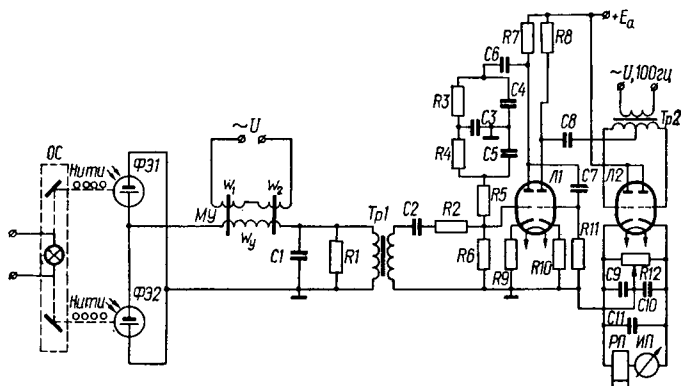 +Eа
R7
R8
C6
~U, 100гц
R3
C4
C3
Тр2
C8
~U
R4
C5
ОС
Нити
ФЭ1
Л1
Л2
C7
W1
W2
R5
МУ
Wу
Тр1
C2
R2
R11
C1
R1
R6
R9
R10
R12
Нити
ФЭ2
C9
C10
C11
РП
ИП